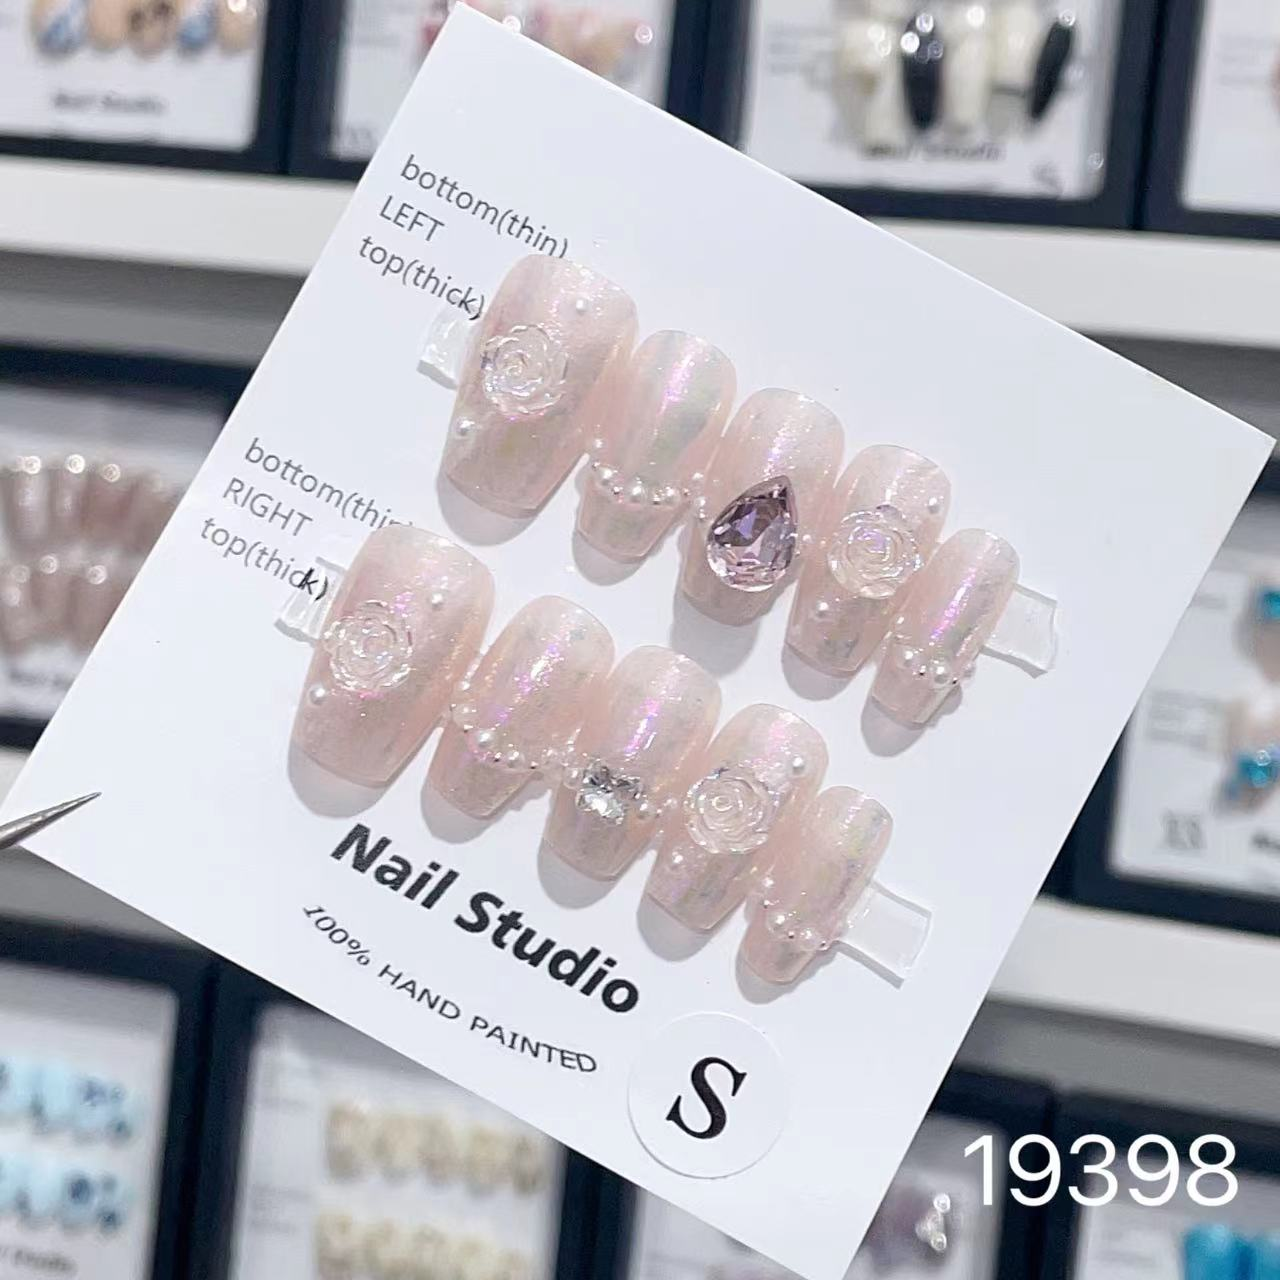 bottom(thin)
LEFT
top(thick)
bottom(thin
RIGHT
top(thick)
Nail Studio
100% HAND PAINTED
S
19398